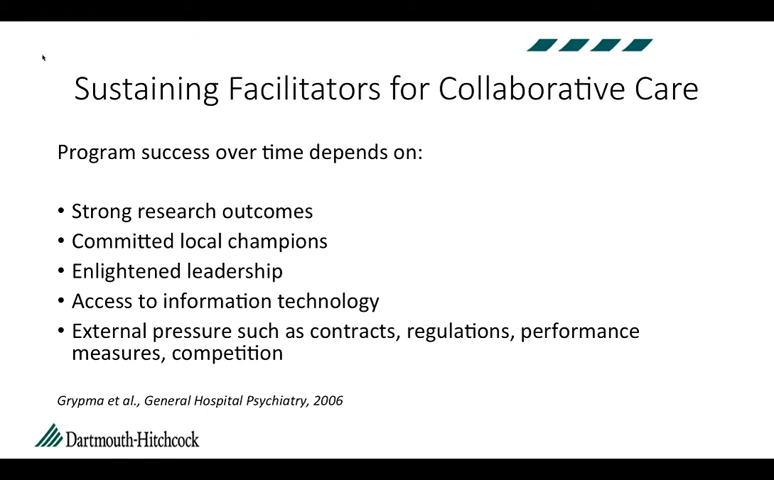 Sustaining Facilitators for Collaborative Care
Program success over time depends on:
• Strong research outcomes
• Committed local champions
• Enlightened leadership
• Access to information technology
• External pressure such as contracts, regulations, performance
measures, competition
Grypma et al., General Hospital Psychiatry, 2006
Dartmouth-Hitchcock